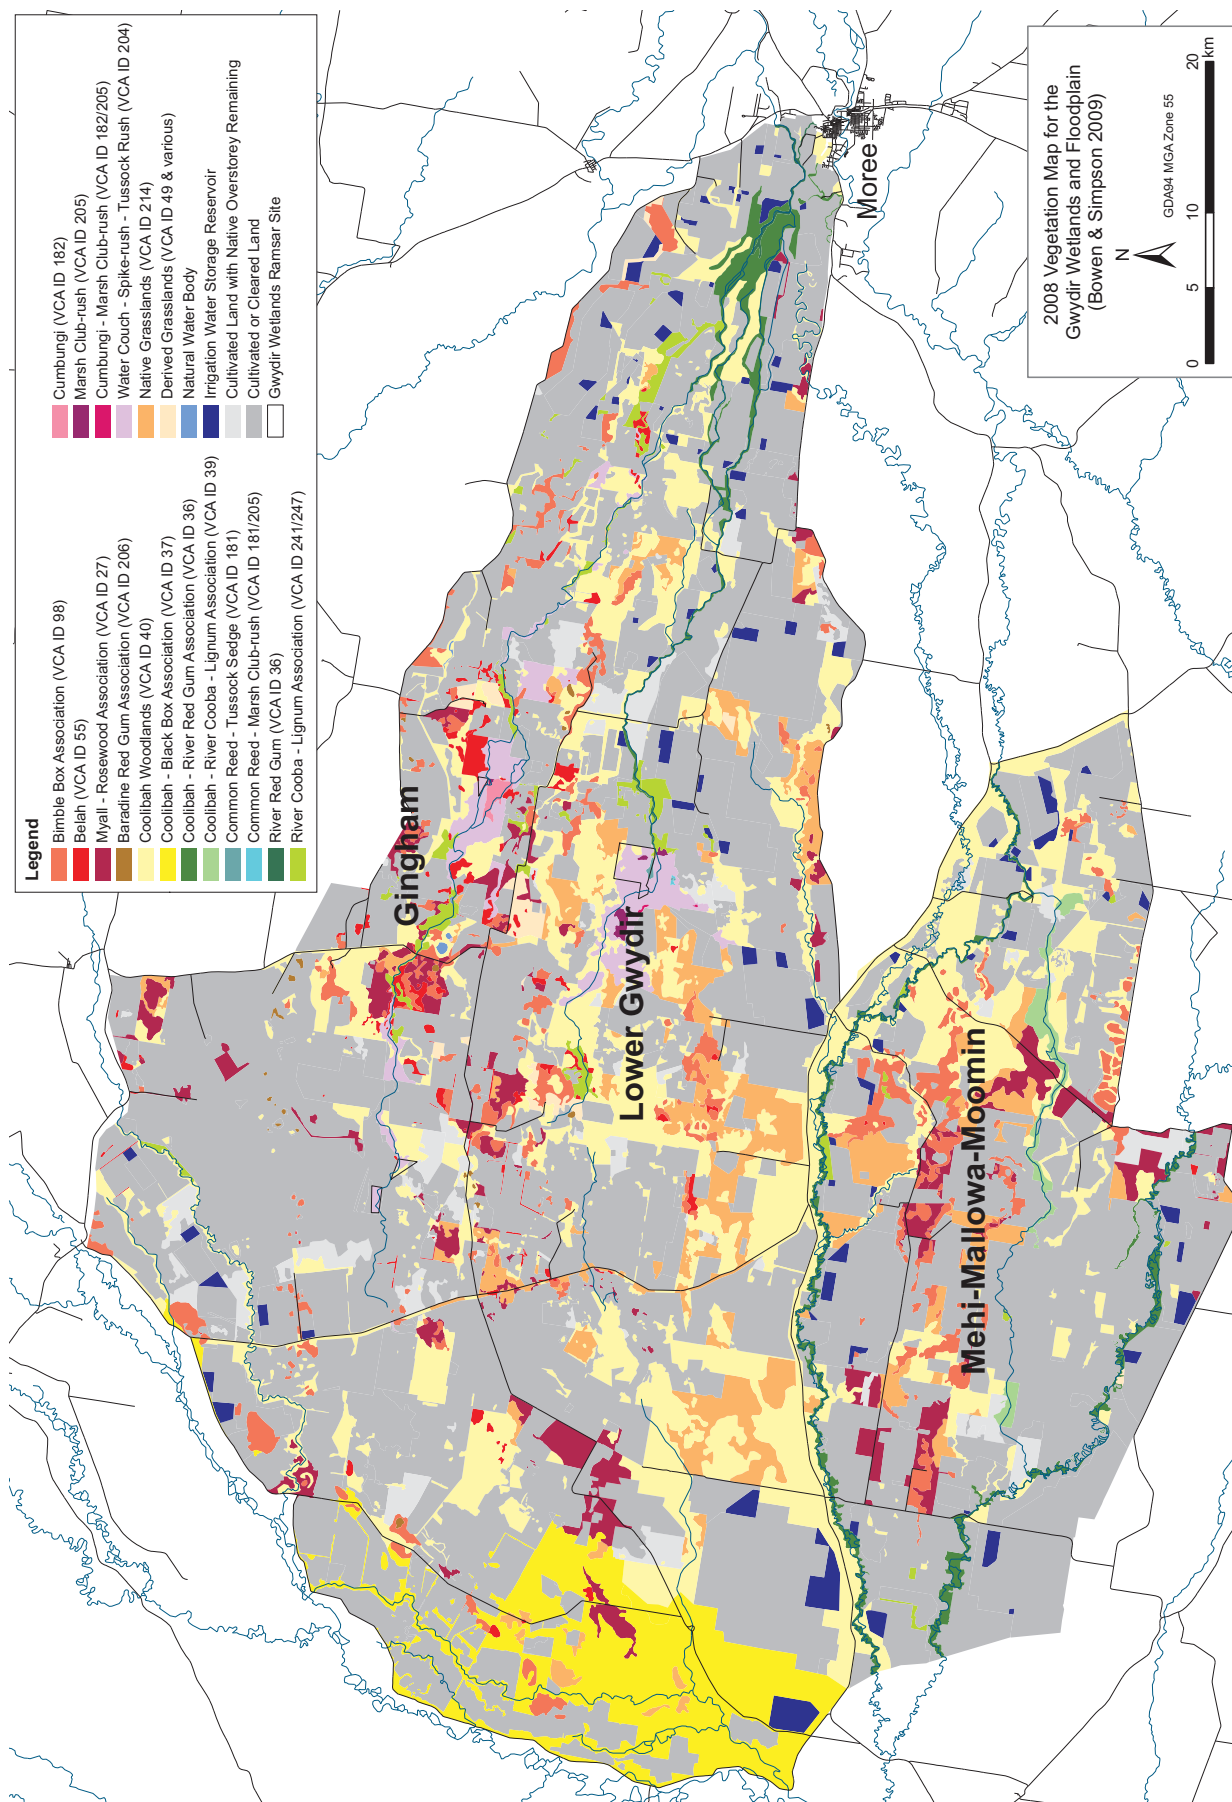 Legend
Bimble Box Association (VCA ID 98)
Belah (VCA ID 55)
Myall - Rosewood Association (VCA ID 27)
Baradine Red Gum Association (VCA ID 206)
Coolibah Woodlands (VCA ID 40)
Coolibah - Black Box Association (VCA ID 37)
Coolibah - River Red Gum Association (VCA ID 36)
Coolibah - River Cooba - Lignum Association (VCA ID 39)
Common Reed - Tussock Sedge (VCA ID 181)
Common Reed - Marsh Club-rush (VCA ID 181/205)
River Red Gum (VCA ID 36)
River Cooba - Lignum Association (VCA ID 241/247)
Cumbungi (VCA ID 182)
Marsh Club-rush (VCA ID 205)
Cumbungi - Marsh Club-rush (VCA ID 182/205)
Water Couch - Spike-rush - Tussock Rush (VCA ID 204)
Native Grasslands (VCA ID 214)
Derived Grasslands (VCA ID 49 & various)
Natural Water Body
Irrigation Water Storage Reservoir
Cultivated Land with Native Overstorey Remaining
Cultivated or Cleared Land
Gwydir Wetlands Ramsar Site
Gingham
Lower Gwydir
Mehi-Mallowa-Moomin
Moree
2008 Vegetation Map for the
Gwydir Wetlands and Floodplain
(Bowen & Simpson 2009)
N
GDA94 MGA Zone 55
0 5 10 20
km